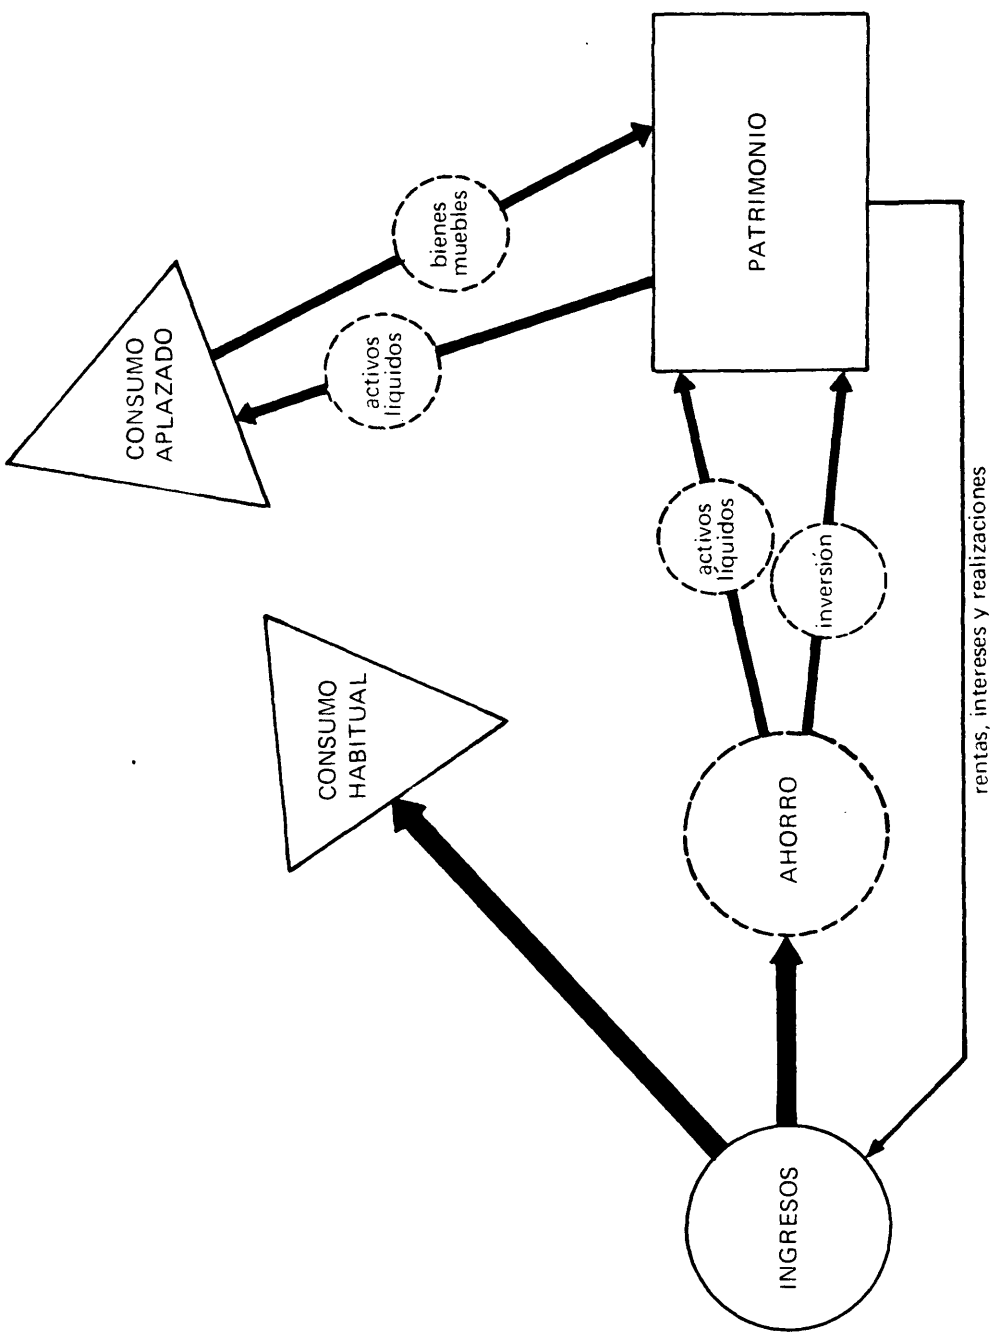 CONSUMO
APLAZADO
bienes
muebles
activos
líquidos
PATRIMONIO
CONSUMO
HABITUAL
activos
líquidos
inversión
AHORRO
INGRESOS
rentas, intereses y realizaciones